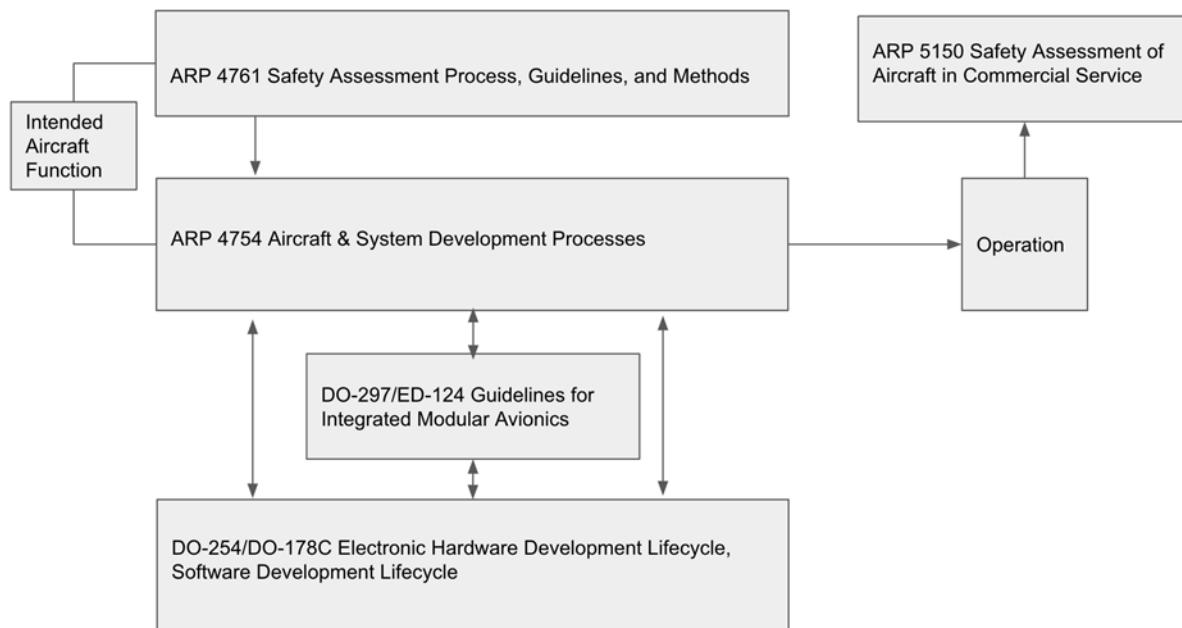 ARP 4761 Safety Assessment Process, Guidelines, and Methods
ARP 5150 Safety Assessment of
Aircraft in Commercial Service
Intended
Aircraft
Function
ARP 4754 Aircraft & System Development Processes
Operation
DO-297/ED-124 Guidelines for
Integrated Modular Avionics
DO-254/DO-178C Electronic Hardware Development Lifecycle,
Software Development Lifecycle